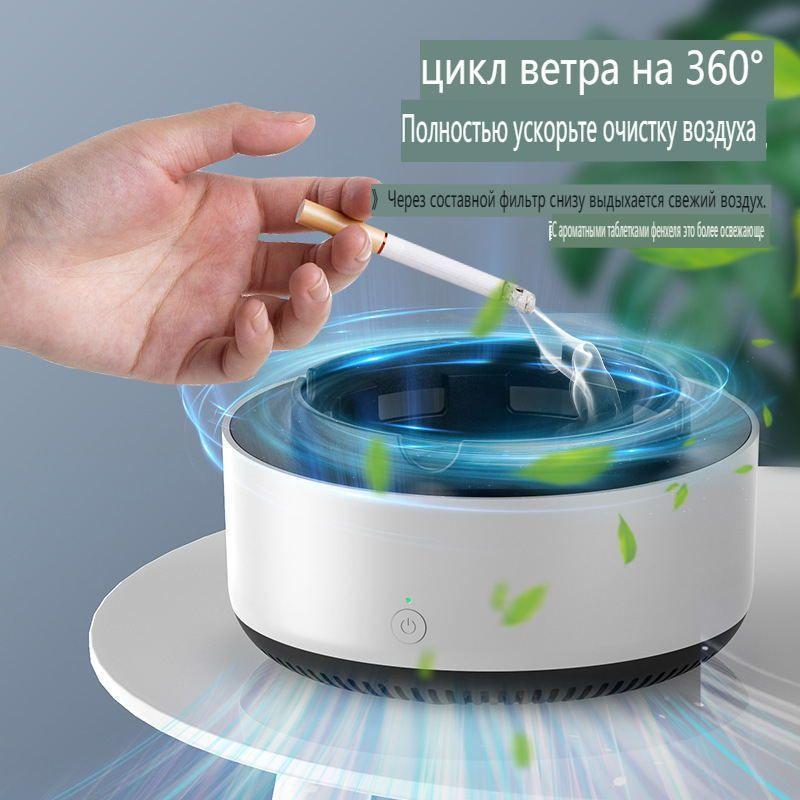 цикл ветра на 360°
Полностью ускорьте очистку воздуха
》 Через составной фильтр снизу выдыхается свежий воздух.
С ароматными таблетками фенхеля это более освежающе